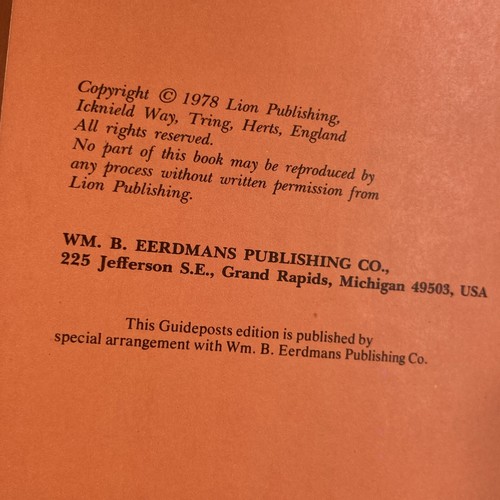 Copyright © 1978 Lion Publishing,
Icknield Way, Tring, Herts, England
All rights reserved.
No part of this book may be reproduced by
any process without written permission from
Lion Publishing.
WM. B. EERDMANS PUBLISHING CO.,
225 Jefferson S.E., Grand Rapids, Michigan 49503, USA
This Guideposts edition is published by
special arrangement with Wm. B. Eerdmans Publishing Co.